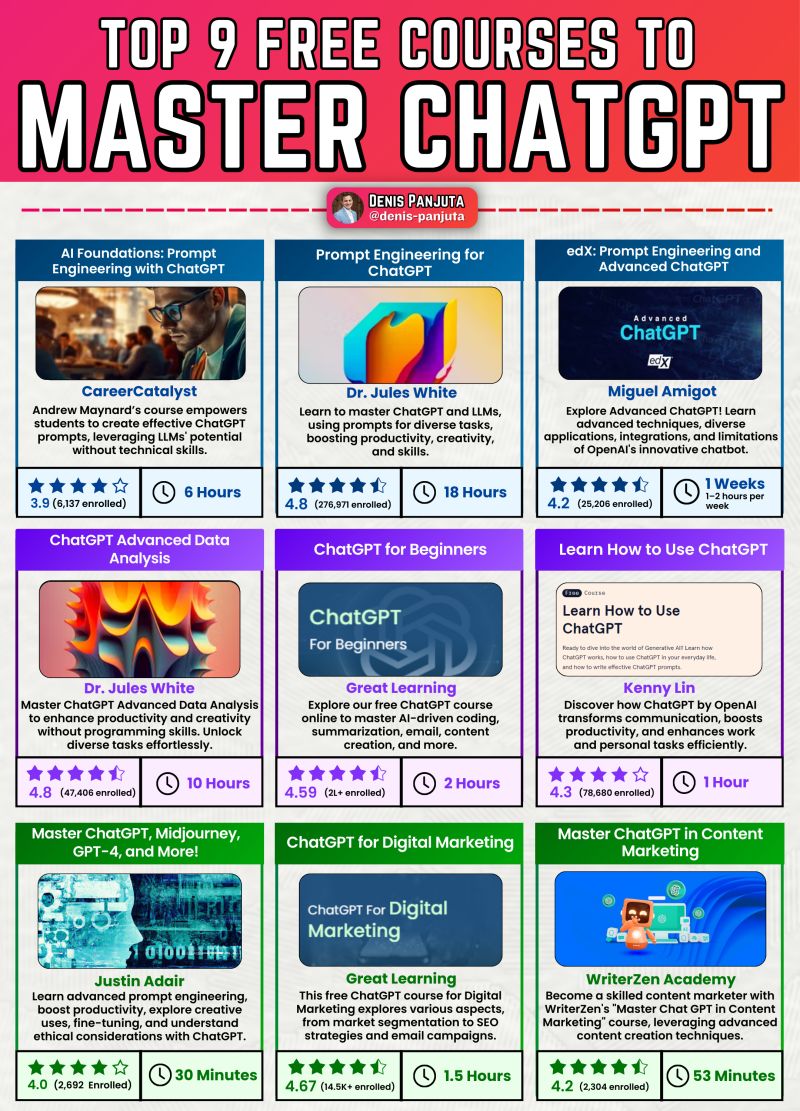 TOP 9 FREE COURSES TO
MASTER CHATGPT
DENIS PANJUTA
@denis-panjuta
AI Foundations: Prompt
Engineering with ChatGPT
CareerCatalyst
Andrew Maynard's course empowers
students to create effective ChatGPT
prompts, leveraging LLMs' potential
without technical skills.
3.9 (6,137 enrolled)
6 Hours
Prompt Engineering for
ChatGPT
Dr. Jules White
Learn to master ChatGPT and LLMs,
using prompts for diverse tasks,
boosting productivity, creativity,
and skills.
4.8 (276,971 enrolled)
18 Hours
edX: Prompt Engineering and
Advanced ChatGPT
Advanced
ChatGPT
edX
Miguel Amigot
Explore Advanced ChatGPT! Learn
advanced techniques, diverse
applications, integrations, and limitations
of OpenAI's innovative chatbot.
4.2 (25,206 enrolled)
1 Weeks
1–2 hours per
week
ChatGPT Advanced Data
Analysis
Dr. Jules White
Master ChatGPT Advanced Data Analysis
to enhance productivity and creativity
without programming skills. Unlock
diverse tasks effortlessly.
4.8 (47,406 enrolled)
10 Hours
ChatGPT for Beginners
ChatGPT
For Beginners
Great Learning
Explore our free ChatGPT course
online to master AI-driven coding,
summarization, email, content
creation, and more.
4.59 (2L+ enrolled)
2 Hours
Learn How to Use ChatGPT
Free Course
Learn How to Use
ChatGPT
Ready to dive into the world of Generative AI? Learn how
ChatGPT works, how to use ChatGPT in your everyday life,
and how to write effective ChatGPT prompts.
Kenny Lin
Discover how ChatGPT by OpenAI
transforms communication, boosts
productivity, and enhances work
and personal tasks efficiently.
4.3 (78,680 enrolled)
1 Hour
Master ChatGPT, Midjourney,
GPT-4, and More!
Justin Adair
Learn advanced prompt engineering,
boost productivity, explore creative
uses, fine-tuning, and understand
ethical considerations with ChatGPT.
4.0 (2,692 Enrolled)
30 Minutes
ChatGPT for Digital Marketing
ChatGPT For Digital
Marketing
Great Learning
This free ChatGPT course for Digital
Marketing explores various aspects,
from market segmentation to SEO
strategies and email campaigns.
4.67 (14.5K+ enrolled)
1.5 Hours
Master ChatGPT in Content
Marketing
WriterZen Academy
Become a skilled content marketer with
WriterZen's "Master Chat GPT in Content
Marketing" course, leveraging advanced
content creation techniques.
4.2 (2,304 enrolled)
53 Minutes